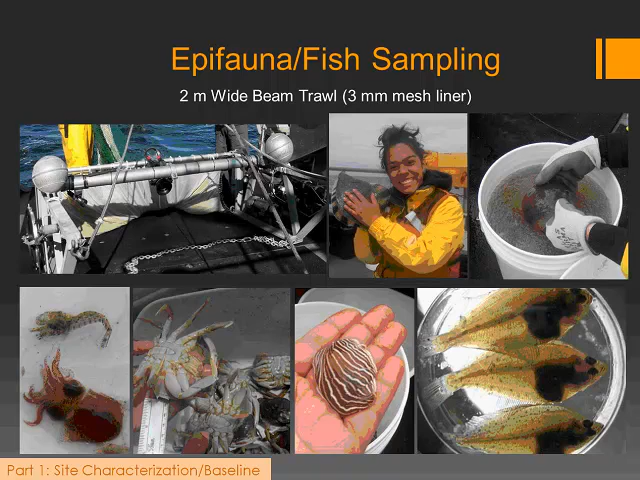 Epifauna/Fish Sampling
2 m Wide Beam Trawl (3 mm mesh liner)
Part 1: Site Characterization/Baseline